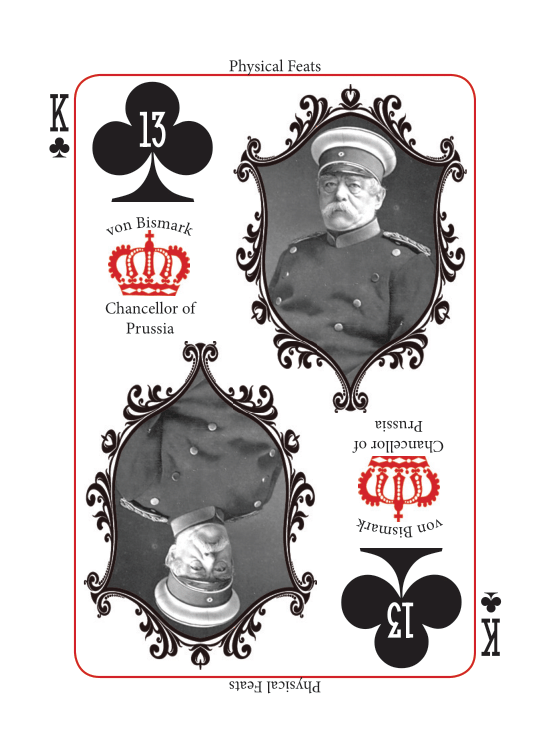 Physical Feats
K
13
von Bismark
Chancellor of
Prussia
Prussia
Chancellor of
von Bismark
13
K
Physical Feats